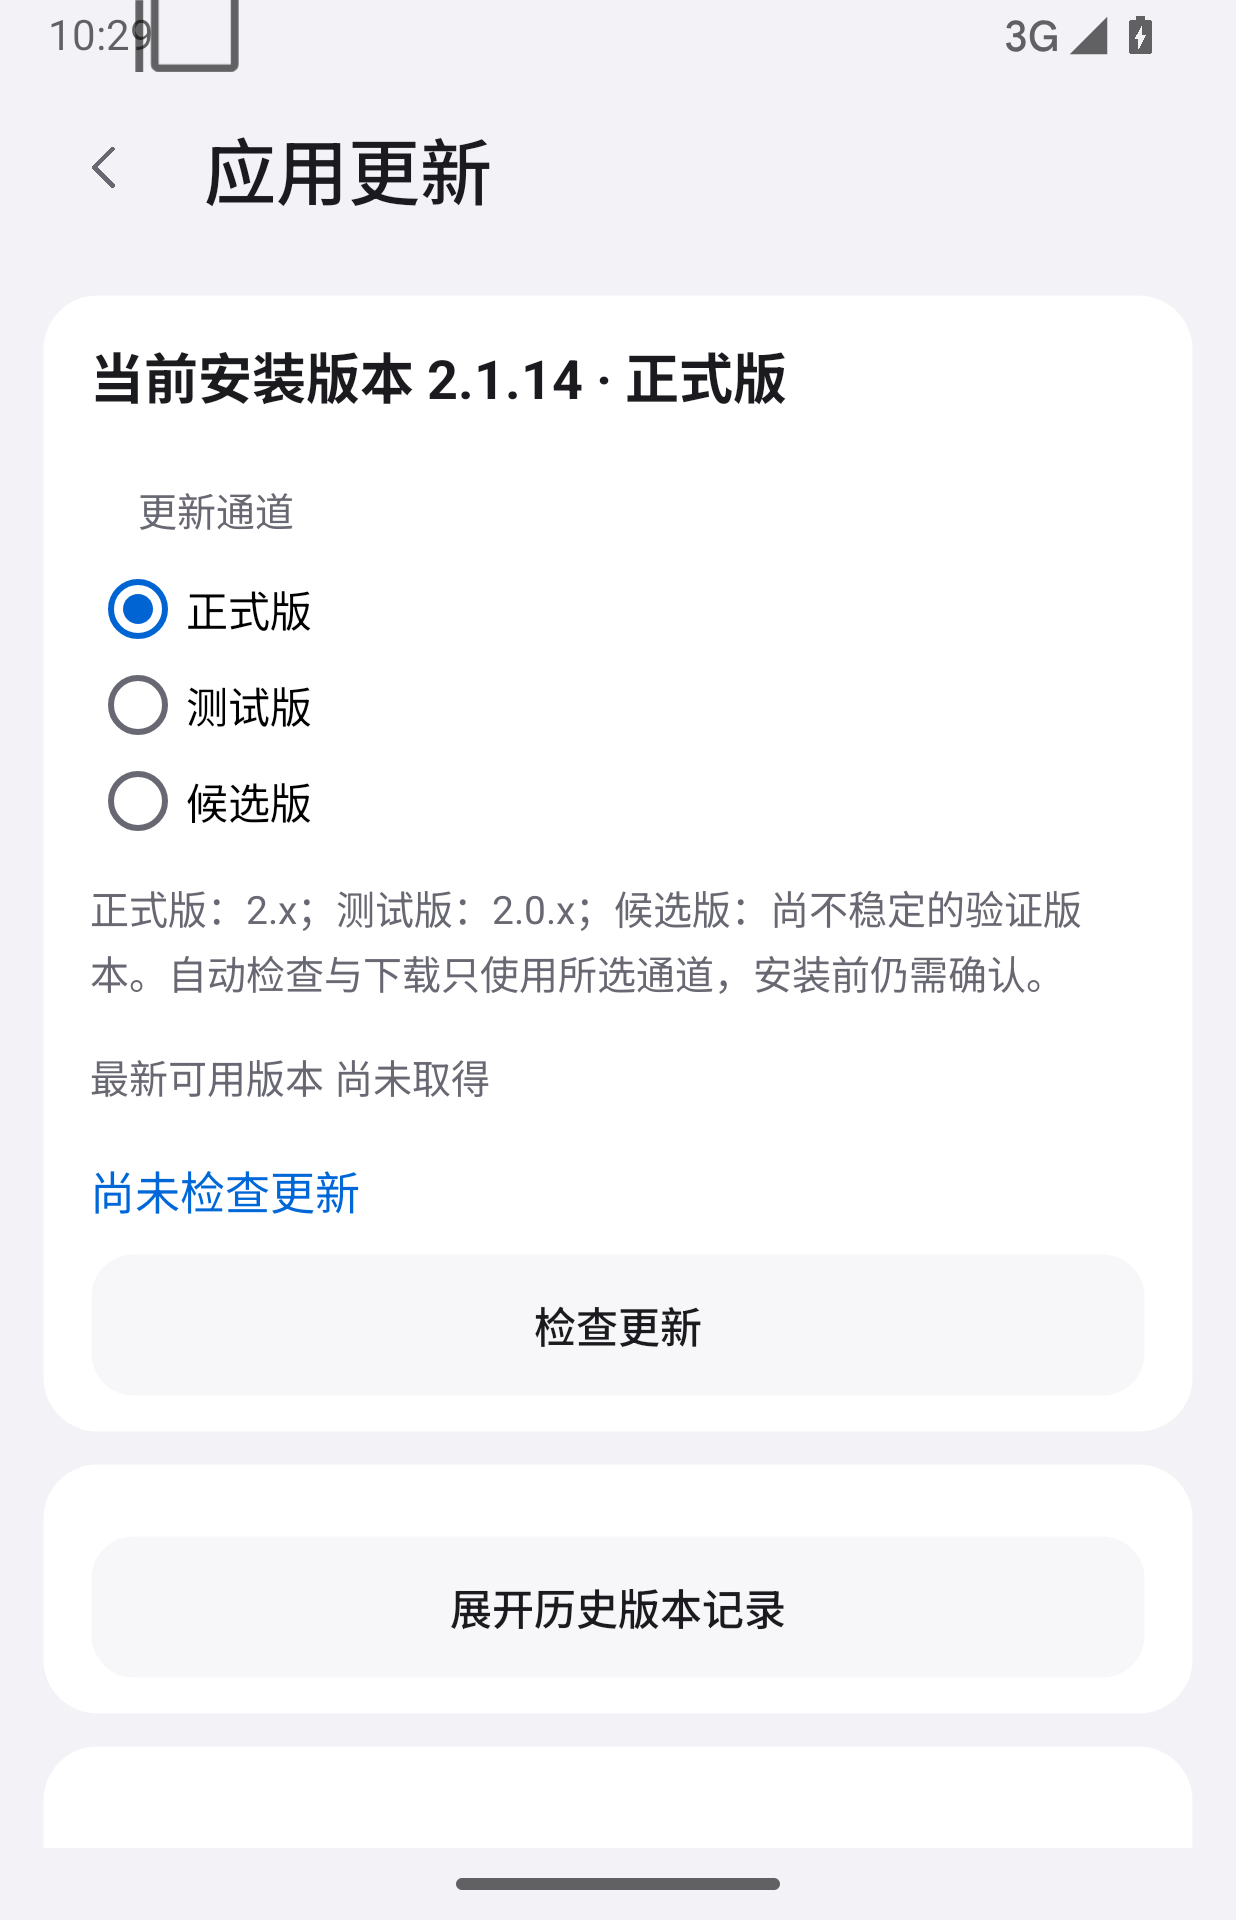 10:29
3G
应用更新
当前安装版本 2.1.14 · 正式版
更新通道
正式版
测试版
候选版
正式版：2.x；测试版：2.0.x；候选版：尚不稳定的验证版
本。自动检查与下载只使用所选通道，安装前仍需确认。
最新可用版本 尚未取得
尚未检查更新
检查更新
展开历史版本记录